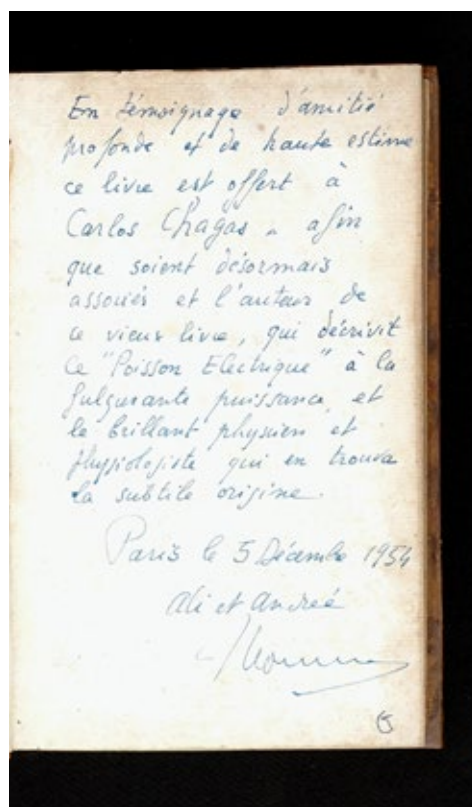 En témoignage d'amitié
profonde et de haute estime
ce livre est offert à
Carlos Chagas - afin
que soient désormais
associés et l'auteur de
ce vieux livre, qui décrivit
ce "Poisson Electrique" à la
fulgurante puissance, et
le brillant physicien et
physiologiste qui en trouva
la subtile origine.
Paris le 5 Décembre 1954
Ali et Andrée